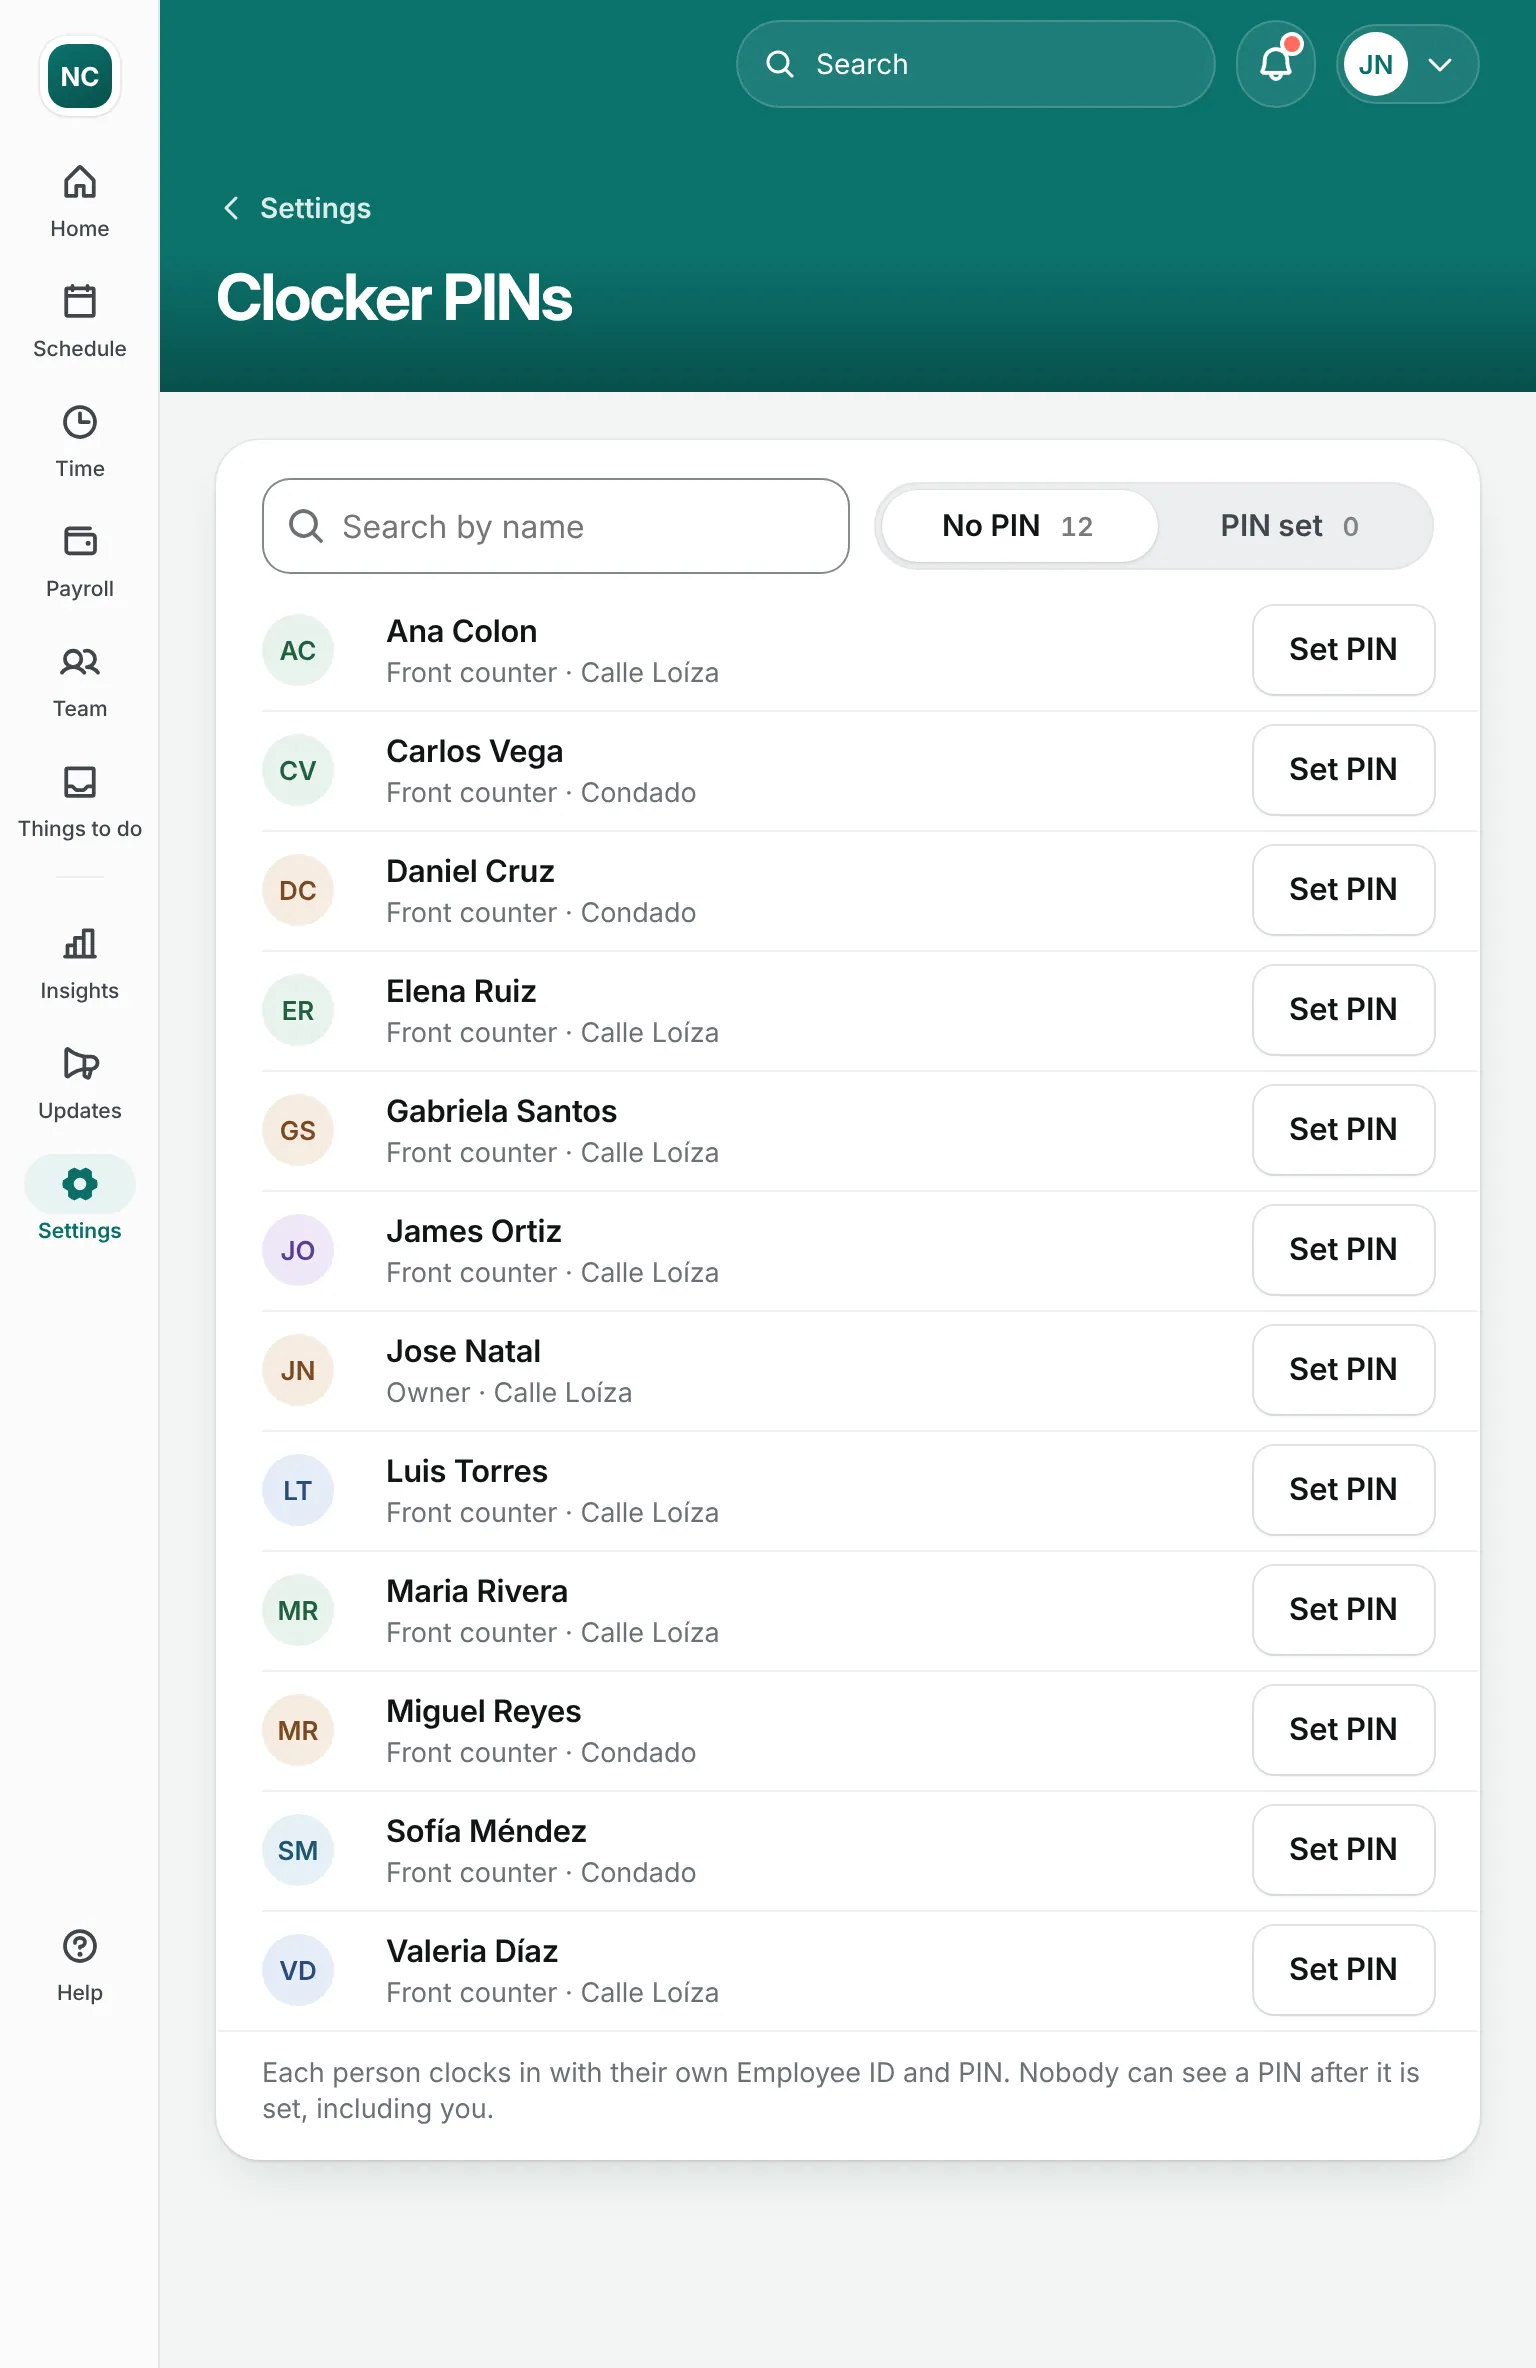 NC
Search
JN
Home
Schedule
Time
Payroll
Team
Things to do
Insights
Updates
Settings
Help
Settings
Clocker PINs
Search by name
No PIN 12
PIN set 0
AC
Ana Colon
Front counter · Calle Loíza
Set PIN
CV
Carlos Vega
Front counter · Condado
Set PIN
DC
Daniel Cruz
Front counter · Condado
Set PIN
ER
Elena Ruiz
Front counter · Calle Loíza
Set PIN
GS
Gabriela Santos
Front counter · Calle Loíza
Set PIN
JO
James Ortiz
Front counter · Calle Loíza
Set PIN
JN
Jose Natal
Owner · Calle Loíza
Set PIN
LT
Luis Torres
Front counter · Calle Loíza
Set PIN
MR
Maria Rivera
Front counter · Calle Loíza
Set PIN
MR
Miguel Reyes
Front counter · Condado
Set PIN
SM
Sofía Méndez
Front counter · Condado
Set PIN
VD
Valeria Díaz
Front counter · Calle Loíza
Set PIN
Each person clocks in with their own Employee ID and PIN. Nobody can see a PIN after it is
set, including you.